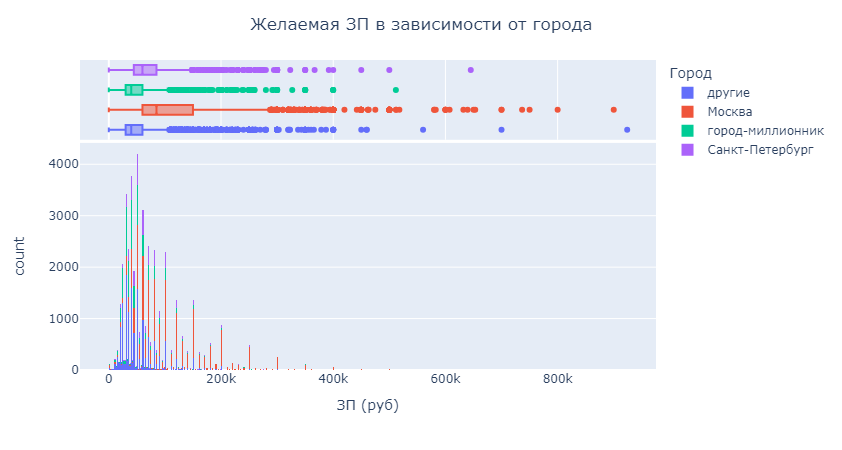 Желаемая ЗП в зависимости от города
Город
другие
Москва
город-миллионник
Санкт-Петербург
4000
3000
2000
1000
0
count
0
200k
400k
600k
800k
ЗП (руб)